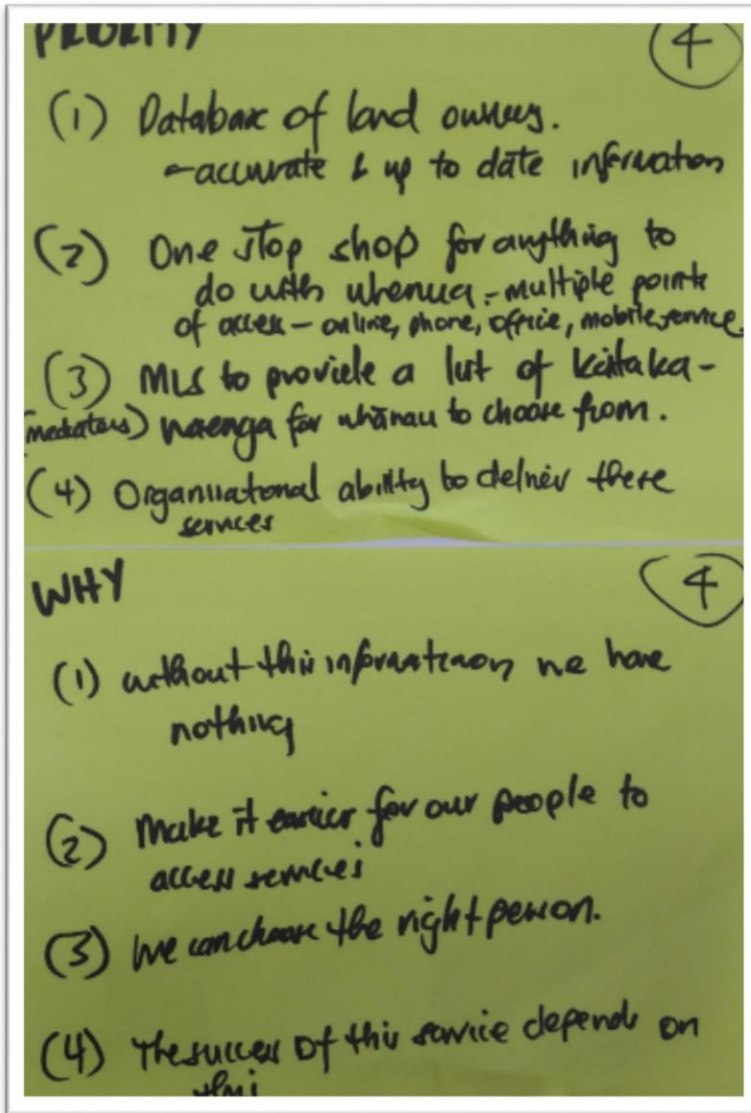 PRIORITY
4
(1) Database of land owners.
- accurate & up to date information
(2) One stop shop for anything to
do with whenua - multiple points
of access - online, phone, office, mobile service
(3) MLS to provide a list of kaitaka-
(mediators) waenga for whānau to choose from.
(4) Organisational ability to deliver these
services
WHY
4
(1) without this information we have
nothing
(2) Make it easier for our people to
access services
(3) We can choose the right person.
(4) The success of this service depends on
this